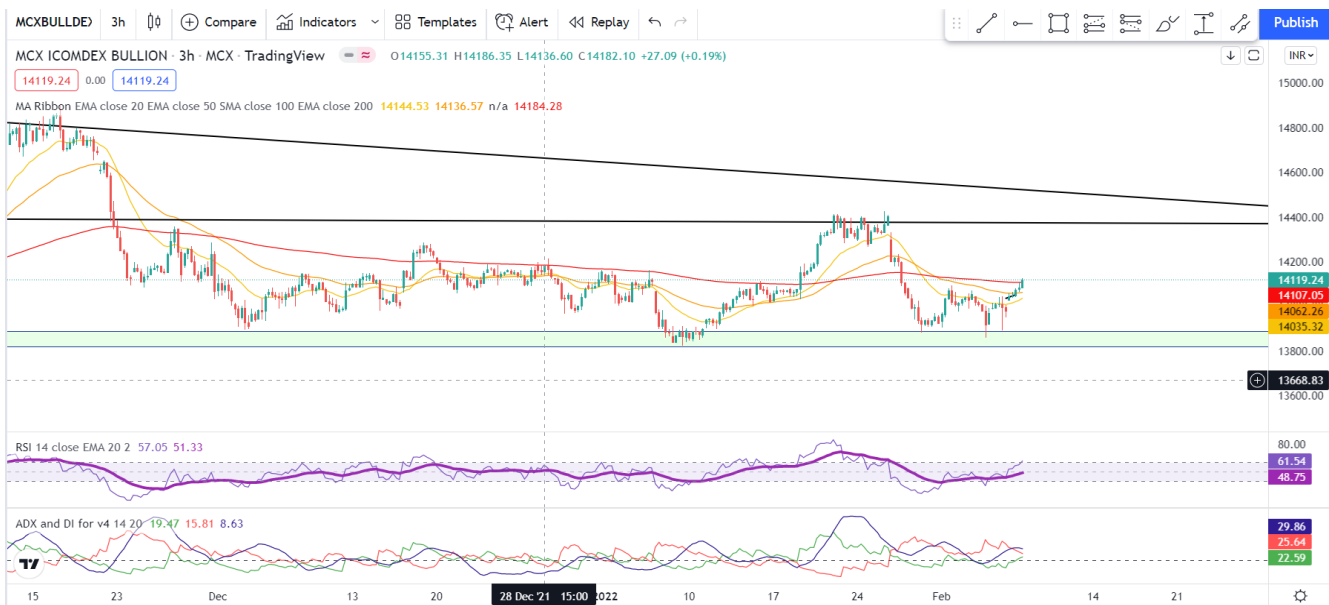 MCXBULLDEX 3h Compare Indicators Templates Alert Replay Publish
MCX ICOMDEX BULLION · 3h · MCX · TradingView O14155.31 H14186.35 L14136.60 C14182.10 +27.09 (+0.19%) INR
14119.24 0.00 14119.24
MA Ribbon EMA close 20 EMA close 50 SMA close 100 EMA close 200 14144.53 14136.57 n/a 14184.28
15000.00
14800.00
14600.00
14400.00
14200.00
14119.24
14107.05
14062.26
14035.32
13800.00
13668.83
13600.00
RSI 14 close EMA 20 2 57.05 51.33
80.00
61.54
48.75
ADX and DI for v4 14 20 19.47 15.81 8.63
29.86
25.64
22.59
15 23 Dec 13 20 28 Dec '21 15:00 2022 10 17 24 Feb 14 21